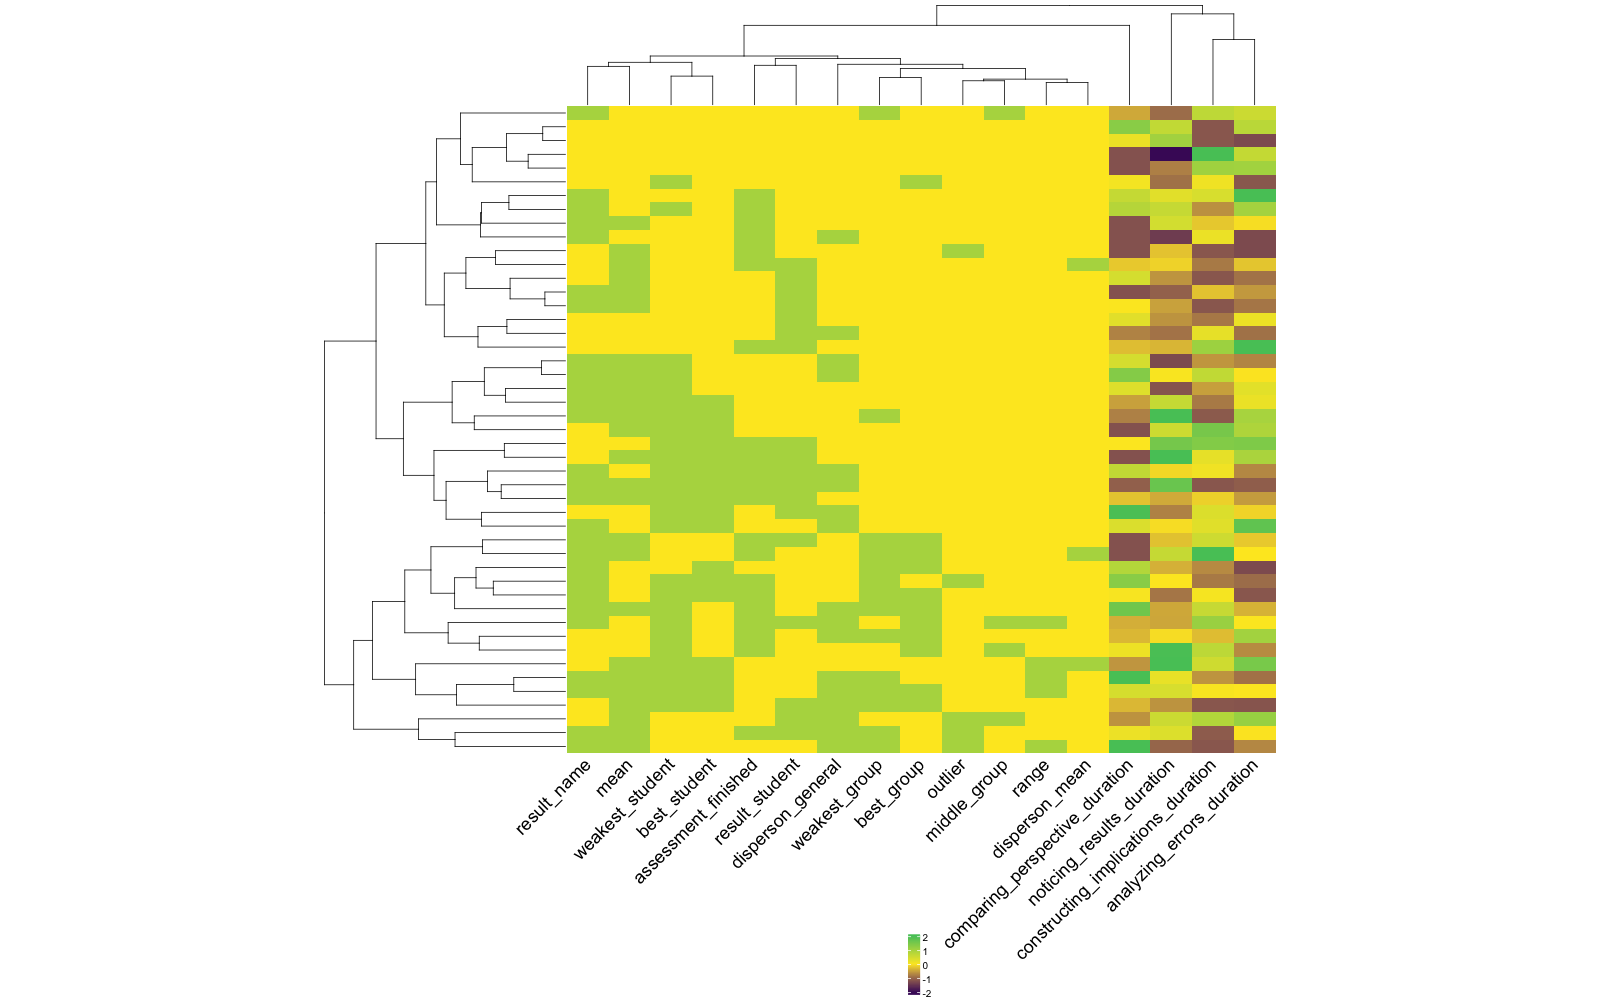 result_name
mean
weakest_student
best_student
assessment_finished
result_student
disperson_general
weakest_group
best_group
outlier
middle_group
range
disperson_mean
comparing_perspective_duration
noticing_results_duration
constructing_implications_duration
analyzing_errors_duration
2
1
0
-1
-2